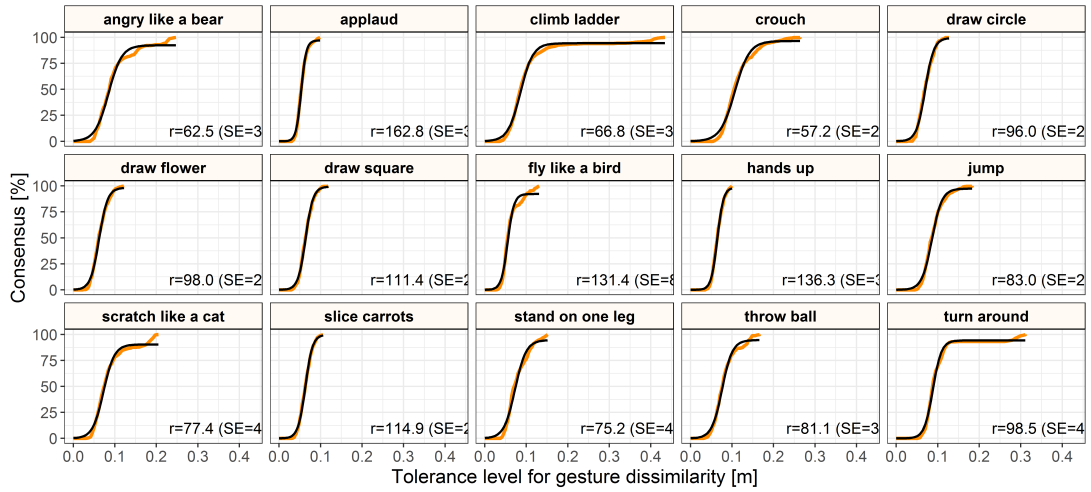 angry like a bear applaud climb ladder crouch draw circle
100
75
50
25
0
r=62.5 (SE=3 r=162.8 (SE=3 r=66.8 (SE=3 r=57.2 (SE=2 r=96.0 (SE=2
draw flower draw square fly like a bird hands up jump
100
75
50
25
0
r=98.0 (SE=2 r=111.4 (SE=2 r=131.4 (SE=8 r=136.3 (SE=3 r=83.0 (SE=2
scratch like a cat slice carrots stand on one leg throw ball turn around
100
75
50
25
0
r=77.4 (SE=4 r=114.9 (SE=2 r=75.2 (SE=4 r=81.1 (SE=3 r=98.5 (SE=4
0.0 0.1 0.2 0.3 0.4 0.0 0.1 0.2 0.3 0.4 0.0 0.1 0.2 0.3 0.4 0.0 0.1 0.2 0.3 0.4 0.0 0.1 0.2 0.3 0.4
Tolerance level for gesture dissimilarity [m]
Consensus [%]